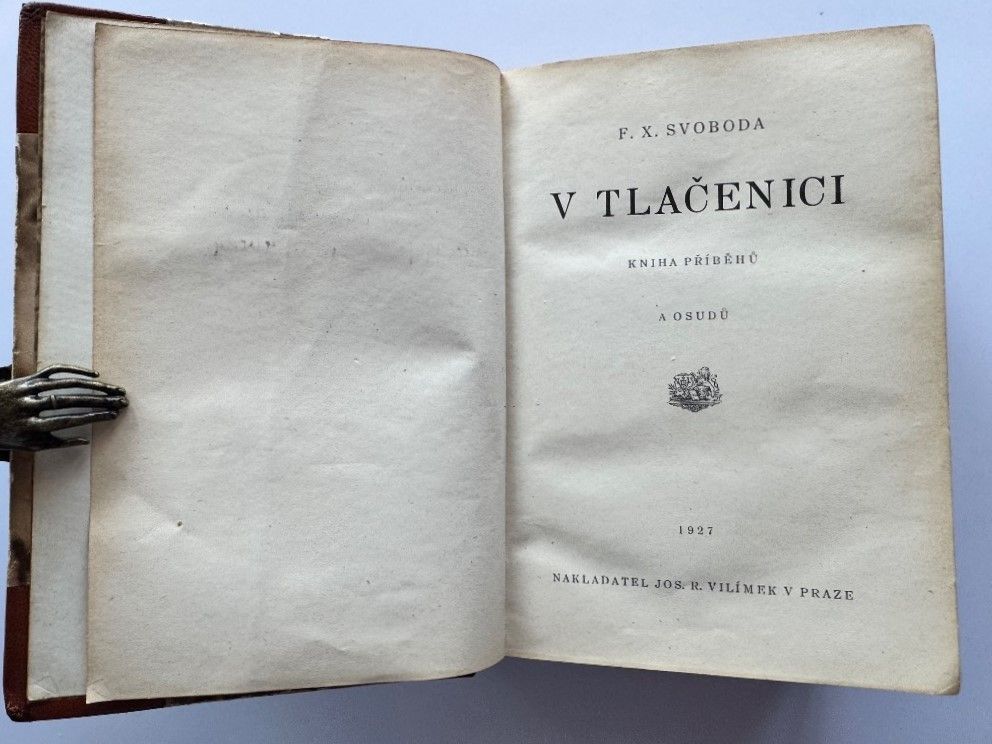 F. X. SVOBODA
V TLAČENICI
KNIHA PŘÍBĚHŮ
A OSUDŮ
1927
NAKLADATEL JOS. R. VILÍMEK V PRAZE